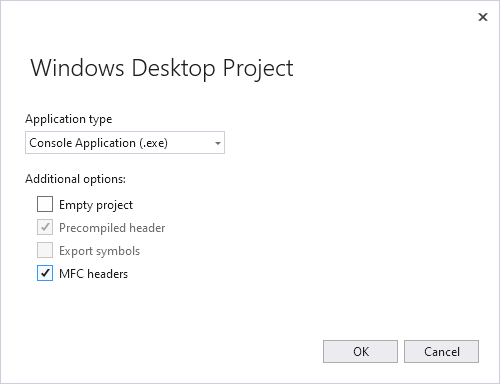 Windows Desktop Project
Application type
Console Application (.exe)
Additional options:
Empty project
Precompiled header
Export symbols
MFC headers
OK Cancel